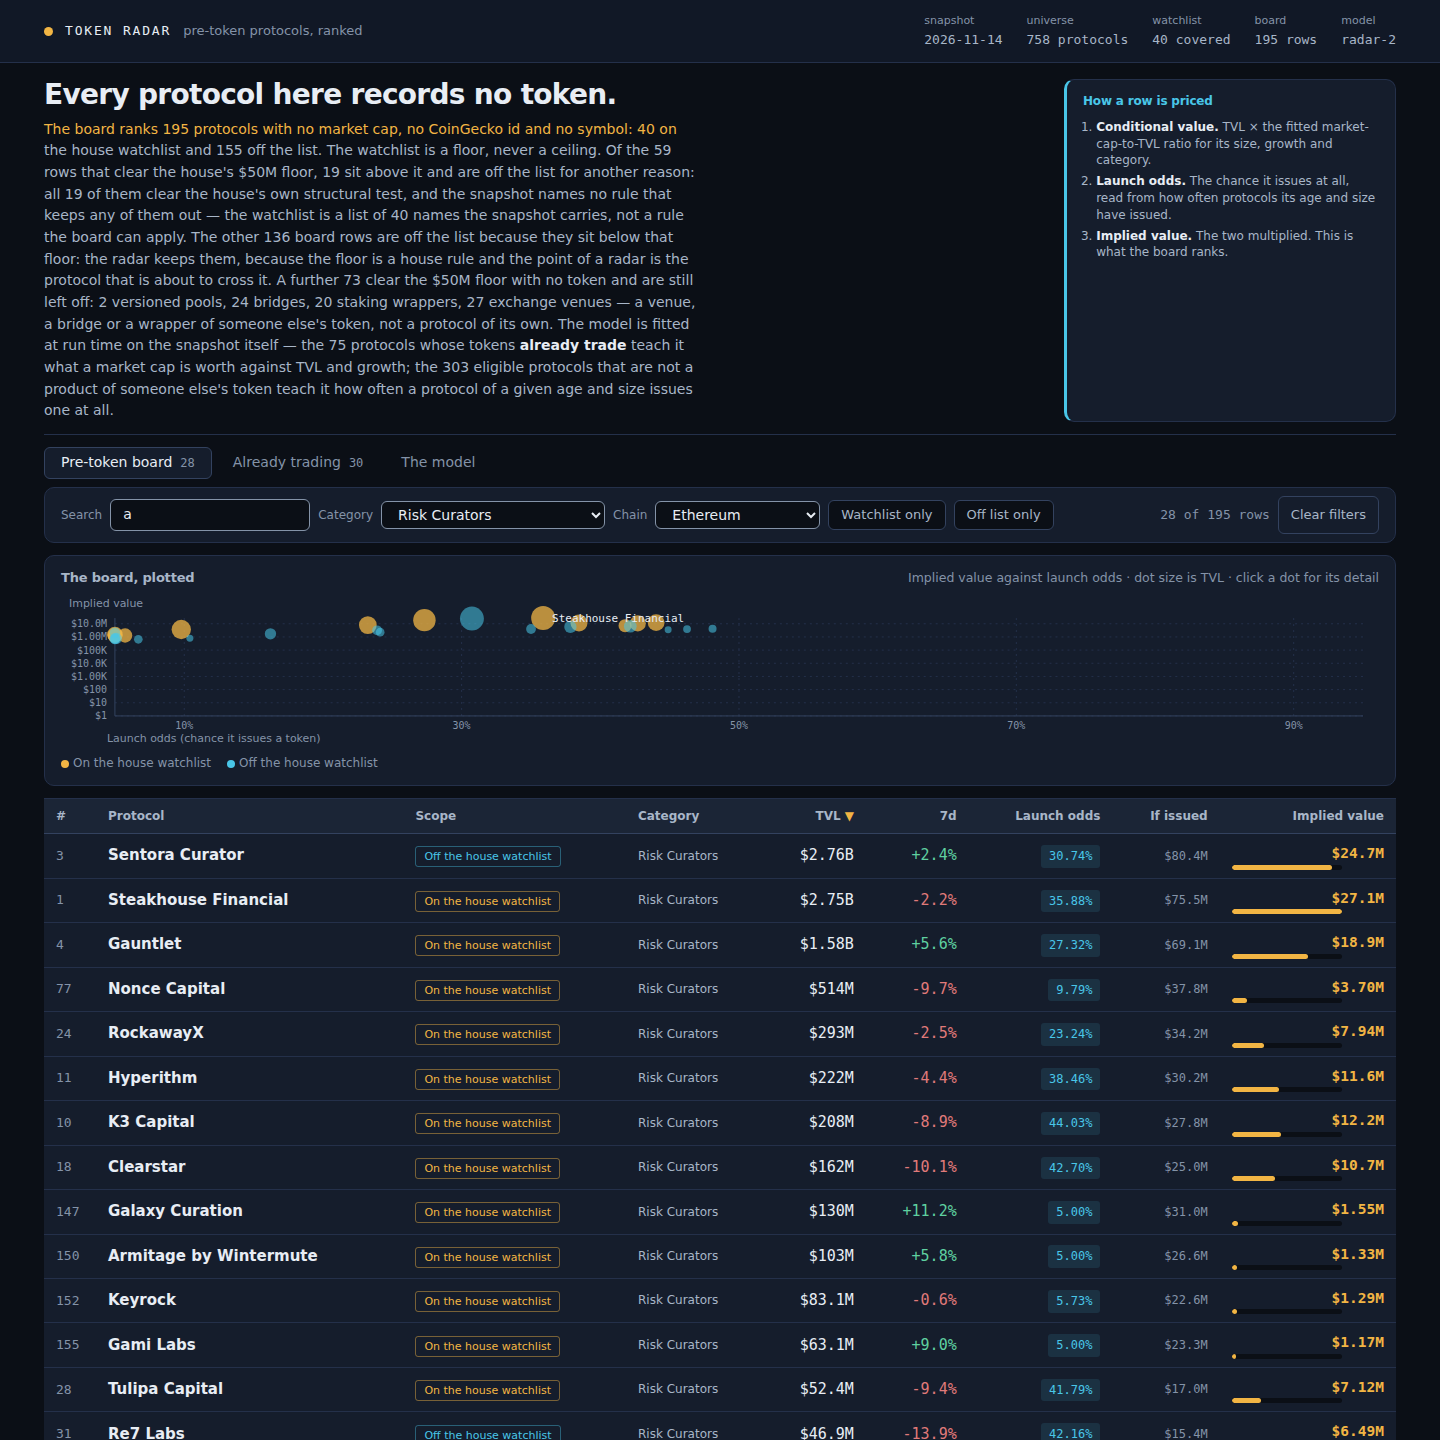 TOKEN RADAR pre-token protocols, ranked
snapshot universe watchlist board model
2026-11-14 758 protocols 40 covered 195 rows radar-2
Every protocol here records no token.
The board ranks 195 protocols with no market cap, no CoinGecko id and no symbol: 40 on
the house watchlist and 155 off the list. The watchlist is a floor, never a ceiling. Of the 59
rows that clear the house's $50M floor, 19 sit above it and are off the list for another reason:
all 19 of them clear the house's own structural test, and the snapshot names no rule that
keeps any of them out — the watchlist is a list of 40 names the snapshot carries, not a rule
the board can apply. The other 136 board rows are off the list because they sit below that
floor: the radar keeps them, because the floor is a house rule and the point of a radar is the
protocol that is about to cross it. A further 73 clear the $50M floor with no token and are still
left off: 2 versioned pools, 24 bridges, 20 staking wrappers, 27 exchange venues — a venue,
a bridge or a wrapper of someone else's token, not a protocol of its own. The model is fitted
at run time on the snapshot itself — the 75 protocols whose tokens already trade teach it
what a market cap is worth against TVL and growth; the 303 eligible protocols that are not a
product of someone else's token teach it how often a protocol of a given age and size issues
one at all.
How a row is priced
1. Conditional value. TVL × the fitted market-
cap-to-TVL ratio for its size, growth and
category.
2. Launch odds. The chance it issues at all,
read from how often protocols its age and size
have issued.
3. Implied value. The two multiplied. This is
what the board ranks.
Pre-token board 28 Already trading 30 The model
Search a Category Risk Curators Chain Ethereum Watchlist only Off list only 28 of 195 rows Clear filters
The board, plotted Implied value against launch odds · dot size is TVL · click a dot for its detail
Implied value
$10.0M
$1.00M
$100K
$10.0K
$1.00K
$100
$10
$1
Steakhouse Financial
10% 30% 50% 70% 90%
Launch odds (chance it issues a token)
On the house watchlist Off the house watchlist
# Protocol Scope Category TVL ▼ 7d Launch odds If issued Implied value
3 Sentora Curator Off the house watchlist Risk Curators $2.76B +2.4% 30.74% $80.4M $24.7M
1 Steakhouse Financial On the house watchlist Risk Curators $2.75B -2.2% 35.88% $75.5M $27.1M
4 Gauntlet On the house watchlist Risk Curators $1.58B +5.6% 27.32% $69.1M $18.9M
77 Nonce Capital On the house watchlist Risk Curators $514M -9.7% 9.79% $37.8M $3.70M
24 RockawayX On the house watchlist Risk Curators $293M -2.5% 23.24% $34.2M $7.94M
11 Hyperithm On the house watchlist Risk Curators $222M -4.4% 38.46% $30.2M $11.6M
10 K3 Capital On the house watchlist Risk Curators $208M -8.9% 44.03% $27.8M $12.2M
18 Clearstar On the house watchlist Risk Curators $162M -10.1% 42.70% $25.0M $10.7M
147 Galaxy Curation On the house watchlist Risk Curators $130M +11.2% 5.00% $31.0M $1.55M
150 Armitage by Wintermute On the house watchlist Risk Curators $103M +5.8% 5.00% $26.6M $1.33M
152 Keyrock On the house watchlist Risk Curators $83.1M -0.6% 5.73% $22.6M $1.29M
155 Gami Labs On the house watchlist Risk Curators $63.1M +9.0% 5.00% $23.3M $1.17M
28 Tulipa Capital On the house watchlist Risk Curators $52.4M -9.4% 41.79% $17.0M $7.12M
31 Re7 Labs Off the house watchlist Risk Curators $46.9M -13.9% 42.16% $15.4M $6.49M